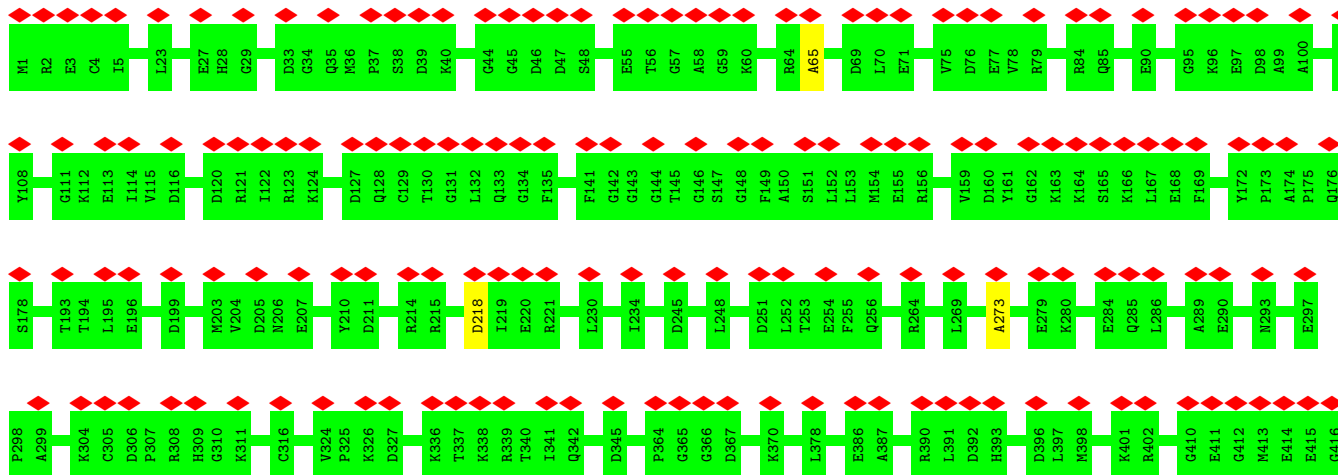 M1 R2 E3 C4 I5 L23 E27 H28 G29 D33 G34 Q35 M36 P37 S38 D39 K40 G44 G45 D46 D47 S48 E55 T56 G57 A58 G59 K60 R64 A65 D69 L70 E71 V75 D76 E77 V78 R79 R84 Q85 E90 G95 K96 E97 D98 A99 A100
Y108 G111 K112 E113 I114 V115 D116 D120 R121 I122 R123 K124 D127 Q128 C129 T130 G131 L132 Q133 G134 F135 F141 G142 G143 G144 T145 G146 S147 G148 F149 A150 S151 L152 L153 M154 E155 R156 V159 D160 Y161 G162 K163 K164 S165 K166 L167 E168 F169 Y172 P173 A174 P175 Q176
S178 T193 T194 L195 E196 D199 M203 V204 D205 N206 E207 Y210 D211 R214 R215 D218 I219 E220 R221 L230 I234 D245 L248 D251 L252 T253 E254 F255 Q256 R264 L269 A273 E279 K280 E284 Q285 L286 A289 E290 N293 E297
P298 A299 K304 C305 D306 P307 R308 H309 G310 K311 C316 V324 P325 K326 D327 K336 T337 K338 R339 T340 I341 Q342 D345 P364 G365 G366 D367 K370 L378 E386 A387 R390 L391 D392 H393 D396 L397 M398 K401 R402 G410 E411 G412 M413 E414 E415 G416